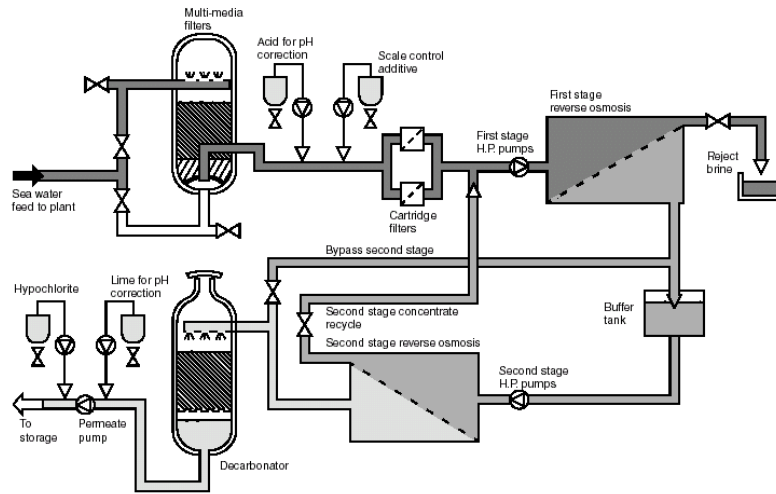 Multi-media
filters
Acid for pH
correction
Scale control
additive
First stage
reverse osmosis
First stage
H.P. pumps
Reject
brine
Sea water
feed to plant
Cartridge
filters
Bypass second stage
Hypochlorite
Lime for pH
correction
Second stage concentrate
recycle
Second stage reverse osmosis
Buffer
tank
Second stage
H.P. pumps
To
storage
Permeate
pump
Decarbonator